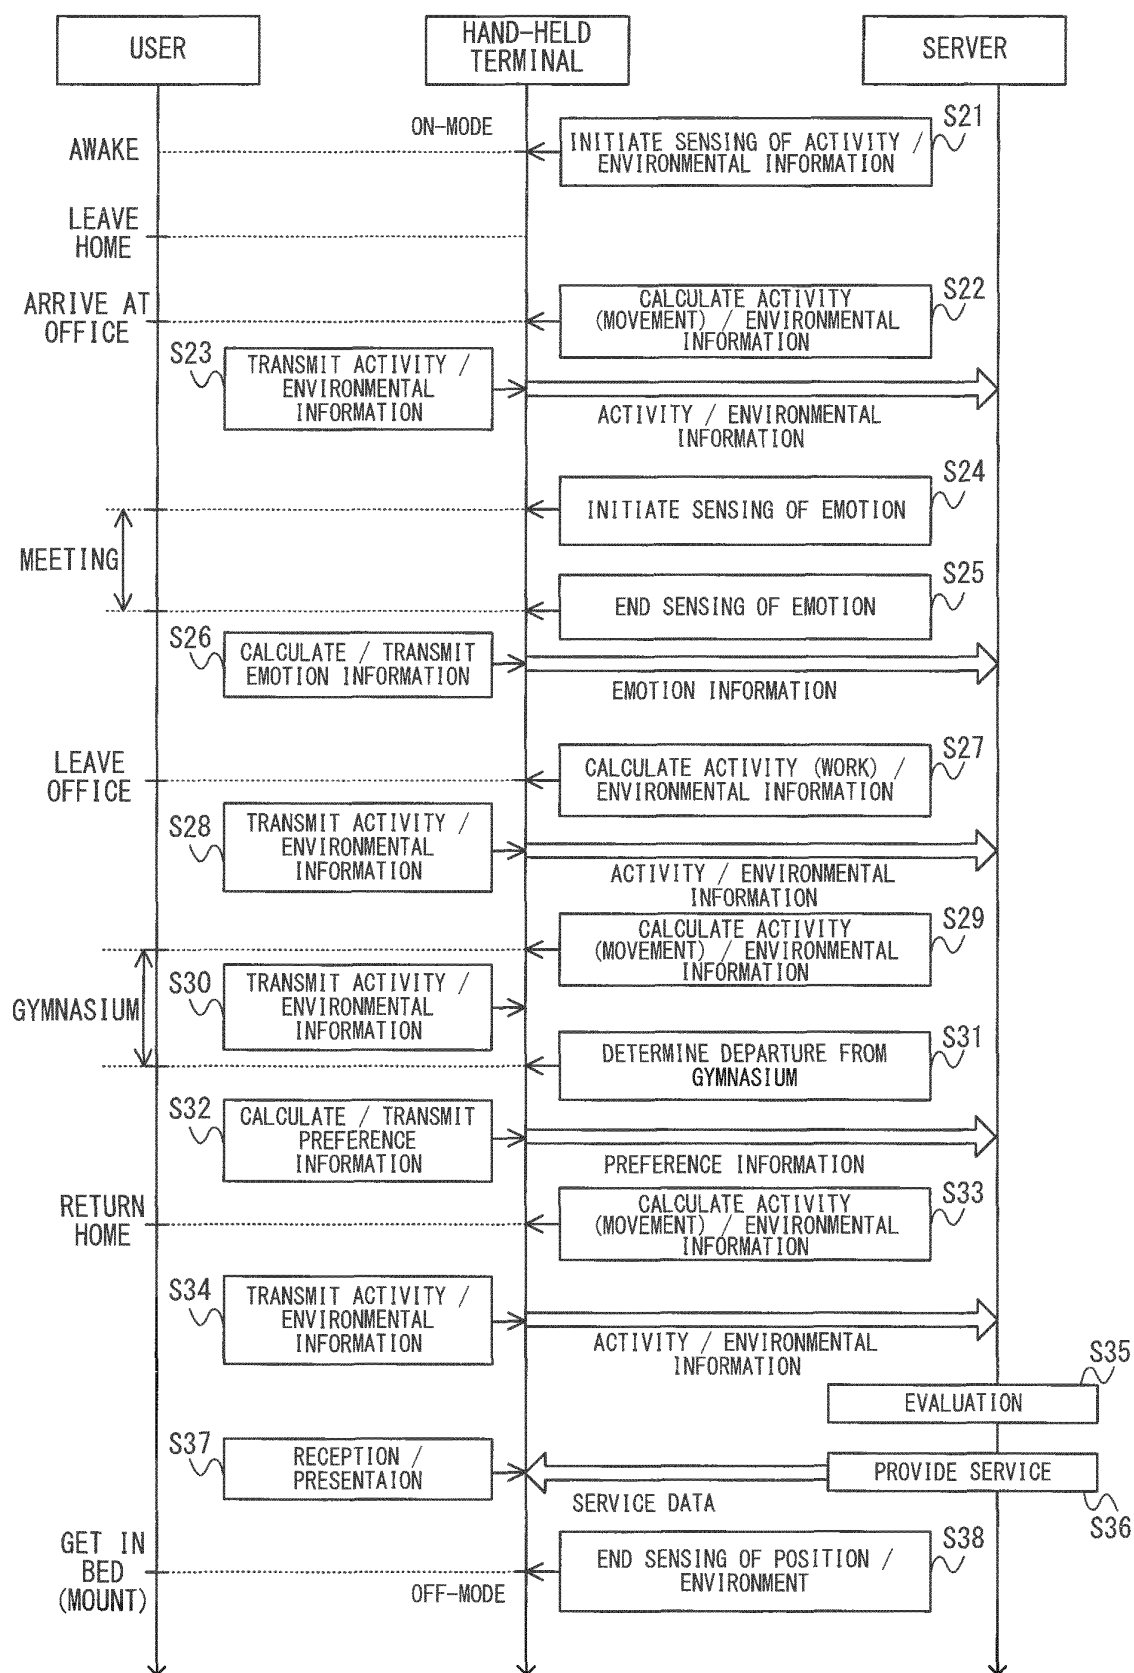 USER
HAND-HELD
TERMINAL
SERVER
ON-MODE
S21
AWAKE
INITIATE SENSING OF ACTIVITY /
ENVIRONMENTAL INFORMATION
LEAVE
HOME
ARRIVE AT
OFFICE
S22
CALCULATE ACTIVITY
(MOVEMENT) / ENVIRONMENTAL
INFORMATION
S23
TRANSMIT ACTIVITY /
ENVIRONMENTAL
INFORMATION
ACTIVITY / ENVIRONMENTAL
INFORMATION
S24
INITIATE SENSING OF EMOTION
MEETING
S25
END SENSING OF EMOTION
S26
CALCULATE / TRANSMIT
EMOTION INFORMATION
EMOTION INFORMATION
LEAVE
OFFICE
S27
CALCULATE ACTIVITY (WORK) /
ENVIRONMENTAL INFORMATION
S28
TRANSMIT ACTIVITY /
ENVIRONMENTAL
INFORMATION
ACTIVITY / ENVIRONMENTAL
INFORMATION
S29
CALCULATE ACTIVITY
(MOVEMENT) / ENVIRONMENTAL
INFORMATION
GYMNASIUM
S30
TRANSMIT ACTIVITY /
ENVIRONMENTAL
INFORMATION
S31
DETERMINE DEPARTURE FROM
GYMNASIUM
S32
CALCULATE / TRANSMIT
PREFERENCE
INFORMATION
PREFERENCE INFORMATION
RETURN
HOME
S33
CALCULATE ACTIVITY
(MOVEMENT) / ENVIRONMENTAL
INFORMATION
S34
TRANSMIT ACTIVITY /
ENVIRONMENTAL
INFORMATION
ACTIVITY / ENVIRONMENTAL
INFORMATION
S35
EVALUATION
S37
RECEPTION /
PRESENTAION
SERVICE DATA
PROVIDE SERVICE
S36
GET IN
BED
(MOUNT)
OFF-MODE
S38
END SENSING OF POSITION /
ENVIRONMENT